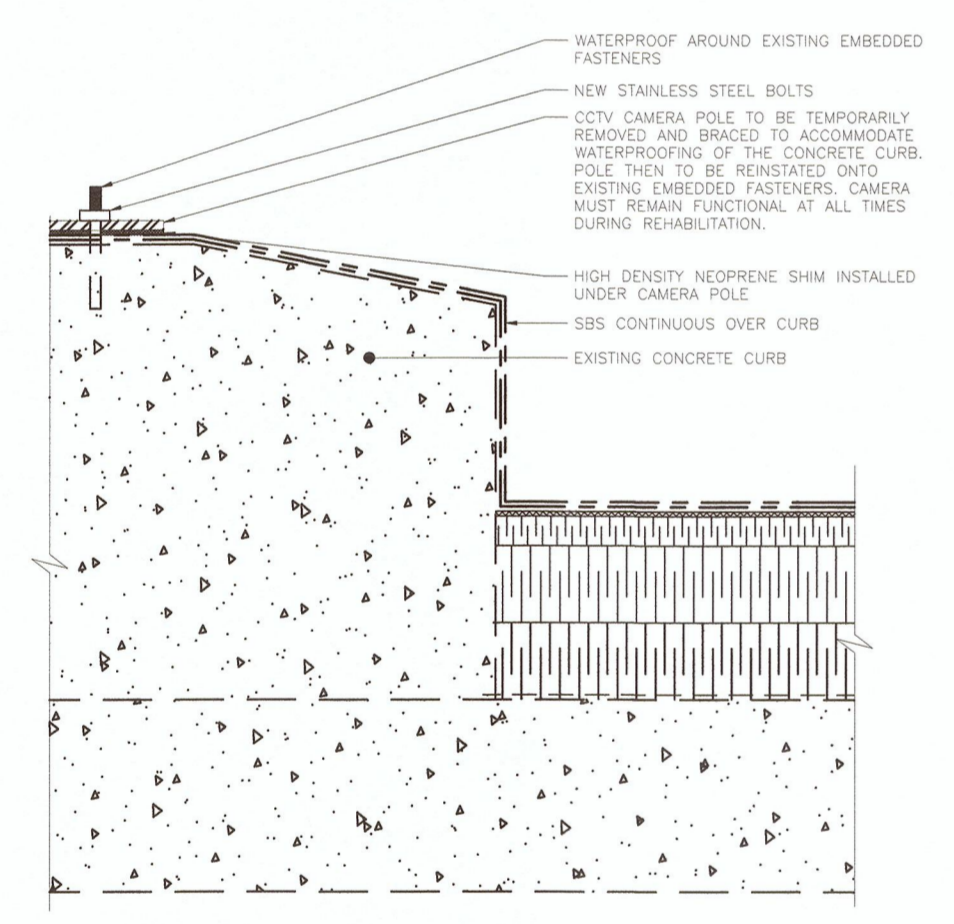 WATERPROOF AROUND EXISTING EMBEDDED
FASTENERS
NEW STAINLESS STEEL BOLTS
CCTV CAMERA POLE TO BE TEMPORARILY
REMOVED AND BRACED TO ACCOMMODATE
WATERPROOFING OF THE CONCRETE CURB.
POLE THEN TO BE REINSTATED ONTO
EXISTING EMBEDDED FASTENERS. CAMERA
MUST REMAIN FUNCTIONAL AT ALL TIMES
DURING REHABILITATION.
HIGH DENSITY NEOPRENE SHIM INSTALLED
UNDER CAMERA POLE
SBS CONTINUOUS OVER CURB
EXISTING CONCRETE CURB